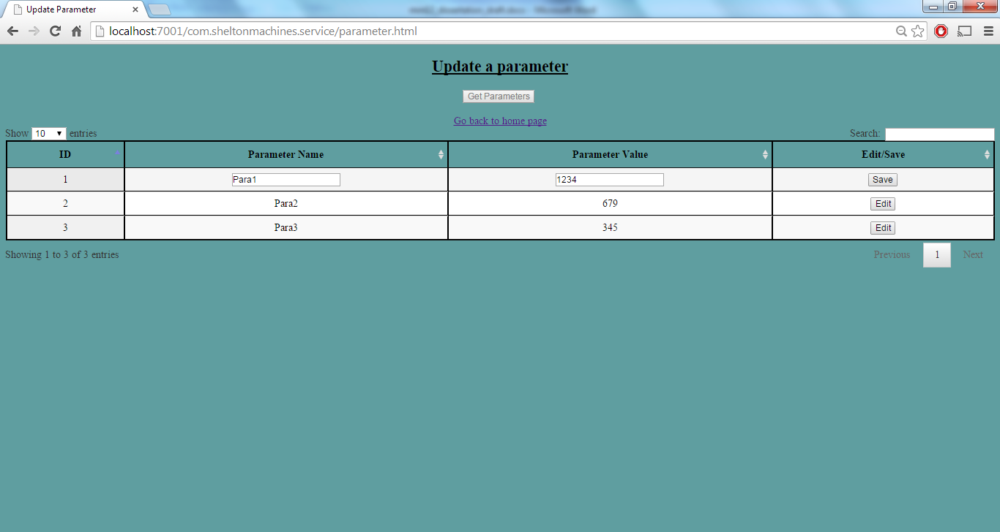 Update Parameter
localhost:7001/com.sheltonmachines.service/parameter.html
Update a parameter
Get Parameters
Go back to home page
Show 10 entries Search:
ID Parameter Name Parameter Value Edit/Save
1 Para1 1234 Save
2 Para2 679 Edit
3 Para3 345 Edit
Showing 1 to 3 of 3 entries Previous 1 Next